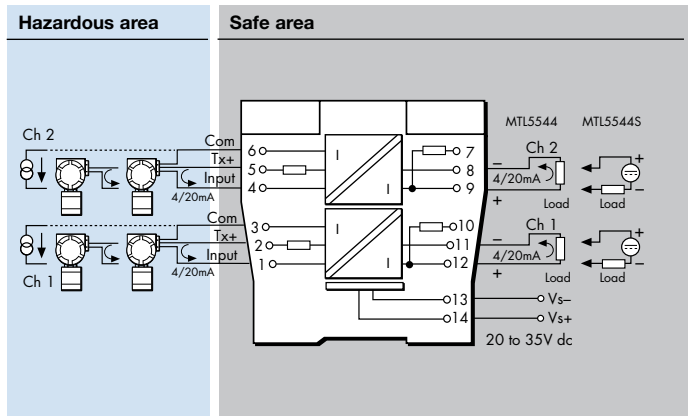 Hazardous area
Safe area
MTL5544 MTL5544S
Ch 2
Com
Tx+
Input
4/20mA
6
5
4
I
I
7
8
9
–
4/20mA
+
Ch 2
Load
+
–
Load
Ch 1
Com
Tx+
Input
4/20mA
3
2
1
I
I
10
11
12
–
4/20mA
+
Ch 1
Load
+
–
Load
13
Vs–
14
Vs+
20 to 35V dc